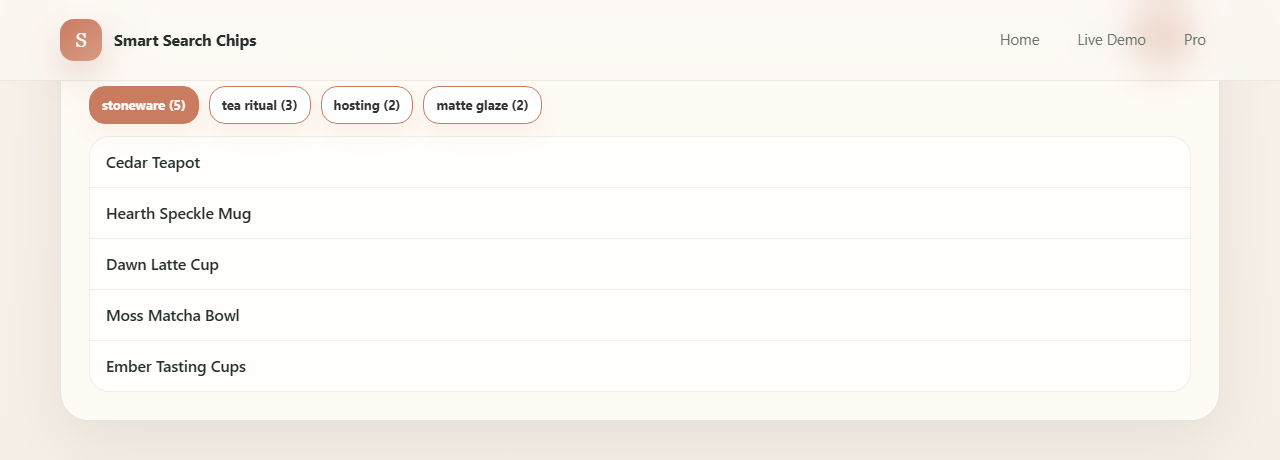 S Smart Search Chips Home Live Demo Pro
stoneware (5) tea ritual (3) hosting (2) matte glaze (2)
Cedar Teapot
Hearth Speckle Mug
Dawn Latte Cup
Moss Matcha Bowl
Ember Tasting Cups